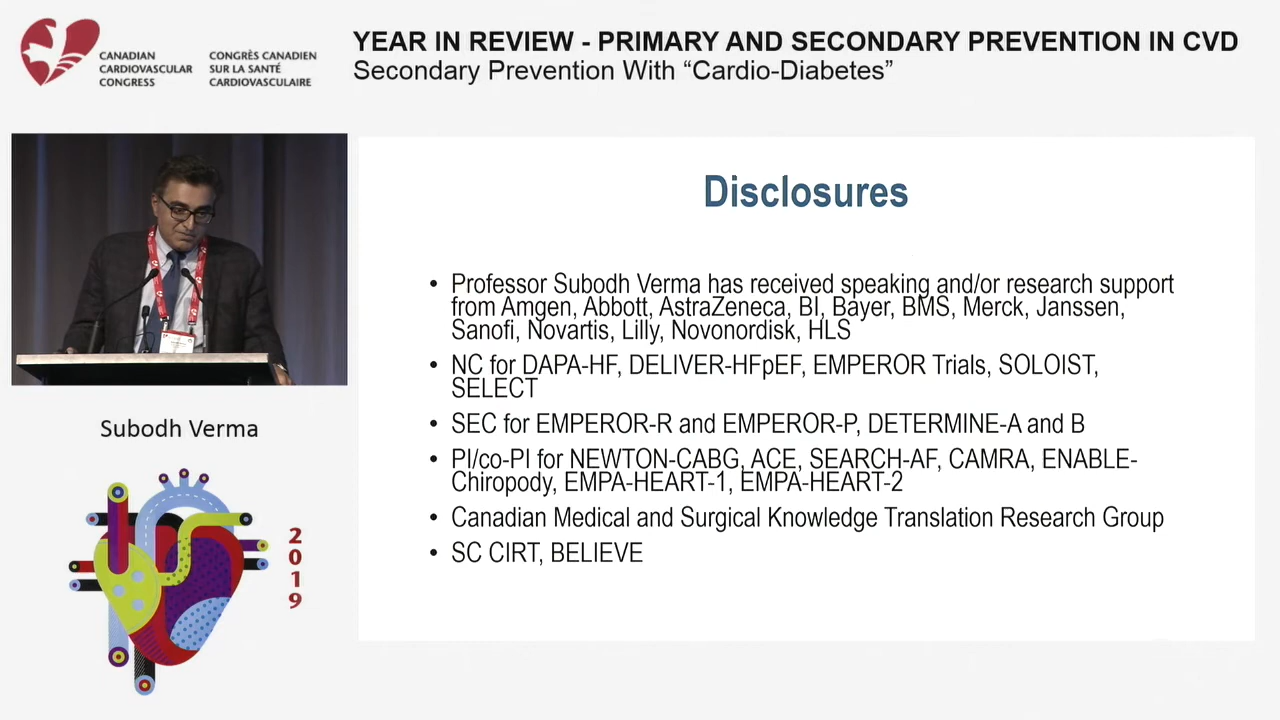 CANADIAN
CARDIOVASCULAR
CONGRESS
CONGRÈS CANADIEN
SUR LA SANTÉ
CARDIOVASCULAIRE
YEAR IN REVIEW - PRIMARY AND SECONDARY PREVENTION IN CVD
Secondary Prevention With “Cardio-Diabetes”
Subodh Verma
2019
Disclosures
• Professor Subodh Verma has received speaking and/or research support
from Amgen, Abbott, AstraZeneca, BI, Bayer, BMS, Merck, Janssen,
Sanofi, Novartis, Lilly, Novonordisk, HLS
• NC for DAPA-HF, DELIVER-HFpEF, EMPEROR Trials, SOLOIST,
SELECT
• SEC for EMPEROR-R and EMPEROR-P, DETERMINE-A and B
• PI/co-PI for NEWTON-CABG, ACE, SEARCH-AF, CAMRA, ENABLE-
Chiropody, EMPA-HEART-1, EMPA-HEART-2
• Canadian Medical and Surgical Knowledge Translation Research Group
• SC CIRT, BELIEVE